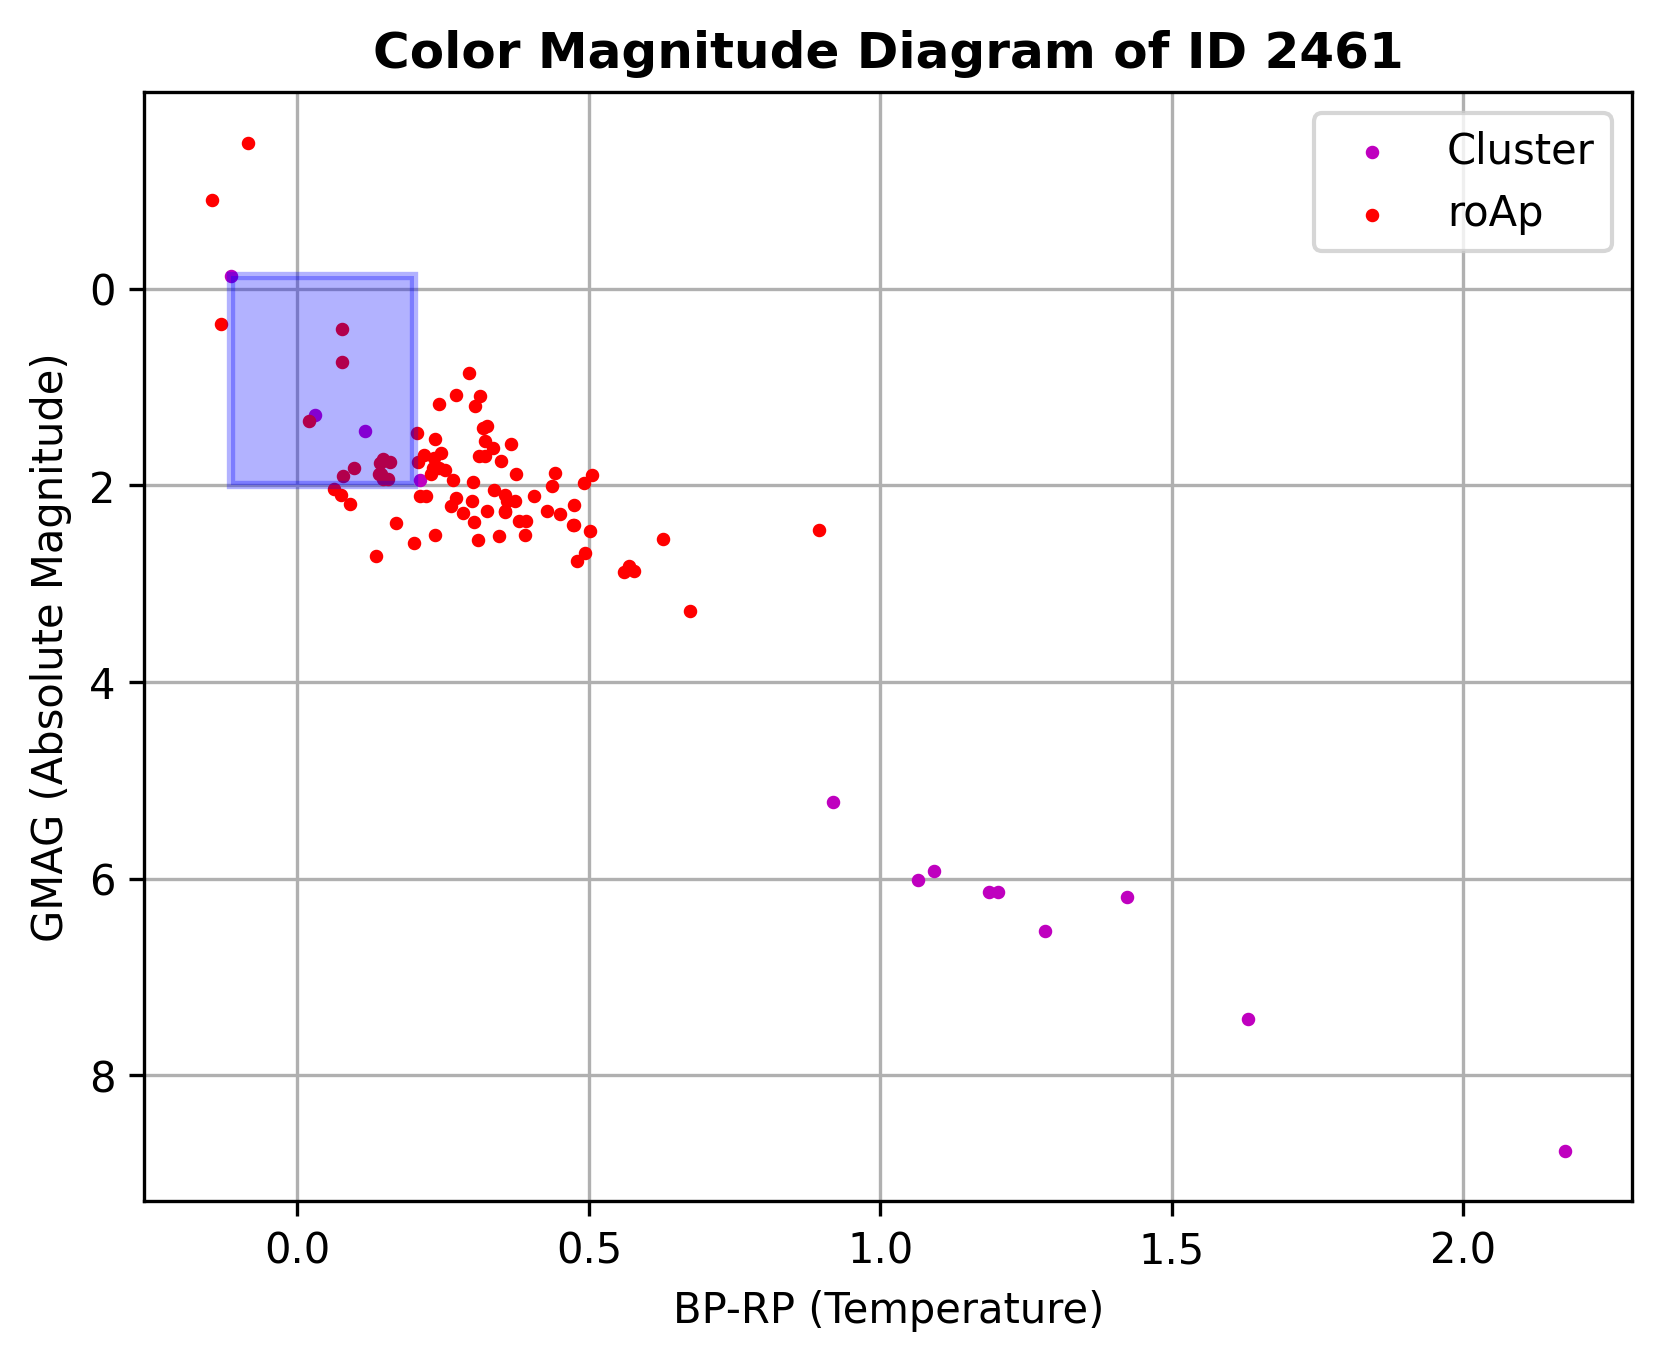 Color Magnitude Diagram of ID 2461
Cluster
roAp
GMAG (Absolute Magnitude)
0
2
4
6
8
0.0 0.5 1.0 1.5 2.0
BP-RP (Temperature)